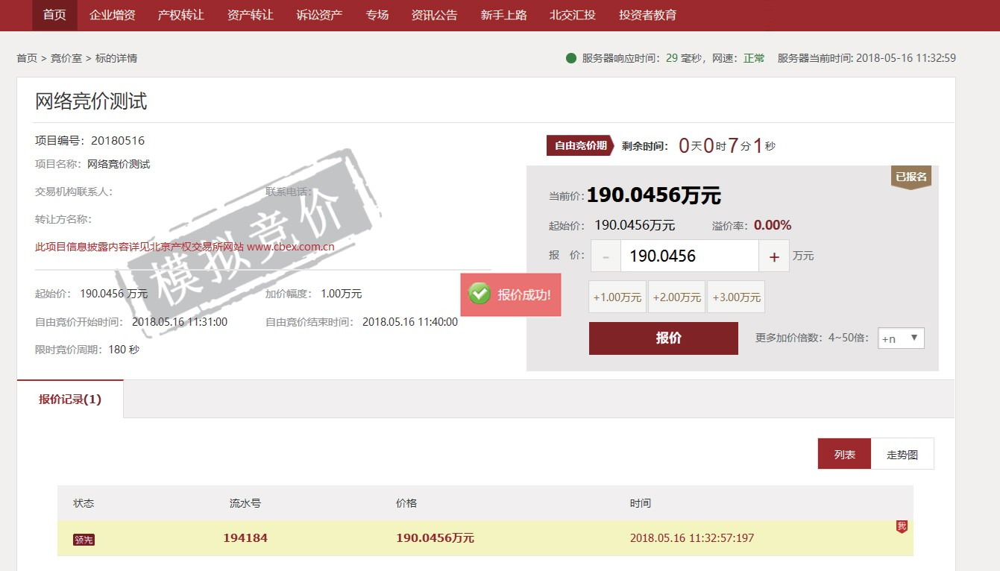 首页 企业增资 产权转让 资产转让 诉讼资产 专场 资讯公告 新手上路 北交汇投 投资者教育
首页 > 竞价室 > 标的详情
服务器响应时间: 29 毫秒, 网速: 正常 服务器当前时间: 2018-05-16 11:32:59
网络竞价测试
项目编号: 20180516
项目名称: 网络竞价测试
交易机构联系人: 联系电话:
转让方名称:
此项目信息披露内容详见北京产权交易所网站 www.cbex.com.cn
模拟竞价
起始价: 190.0456 万元 加价幅度: 1.00万元
自由竞价开始时间: 2018.05.16 11:31:00 自由竞价结束时间: 2018.05.16 11:40:00
限时竞价周期: 180 秒
自由竞价期 剩余时间: 0天0时7分1秒
已报名
当前价: 190.0456万元
起始价: 190.0456万元 溢价率: 0.00%
报 价: - 190.0456 + 万元
报价成功!
+1.00万元 +2.00万元 +3.00万元
报价 更多加价倍数: 4~50倍: +n ▼
报价记录(1)
列表 走势图
状态 流水号 价格 时间
领先 194184 190.0456万元 2018.05.16 11:32:57:197 我